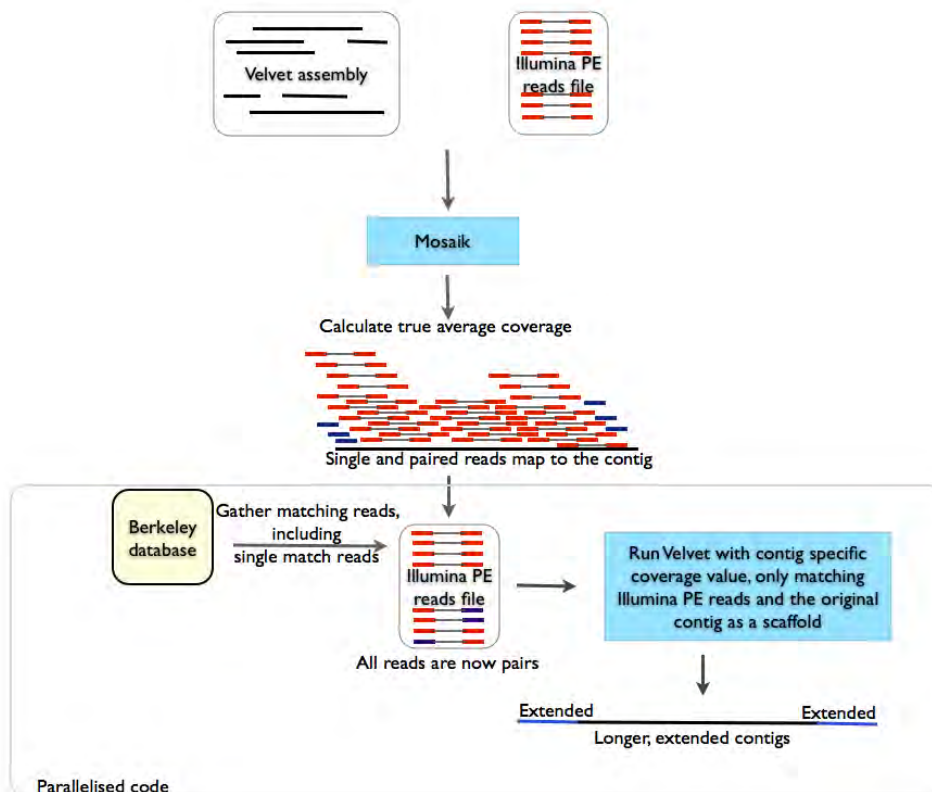 Velvet assembly
Illumina PE
reads file
Mosaik
Calculate true average coverage
Single and paired reads map to the contig
Berkeley
database
Gather matching reads,
including
single match reads
Illumina PE
reads file
All reads are now pairs
Run Velvet with contig specific
coverage value, only matching
Illumina PE reads and the original
contig as a scaffold
Extended
Extended
Longer, extended contigs
Parallelised code